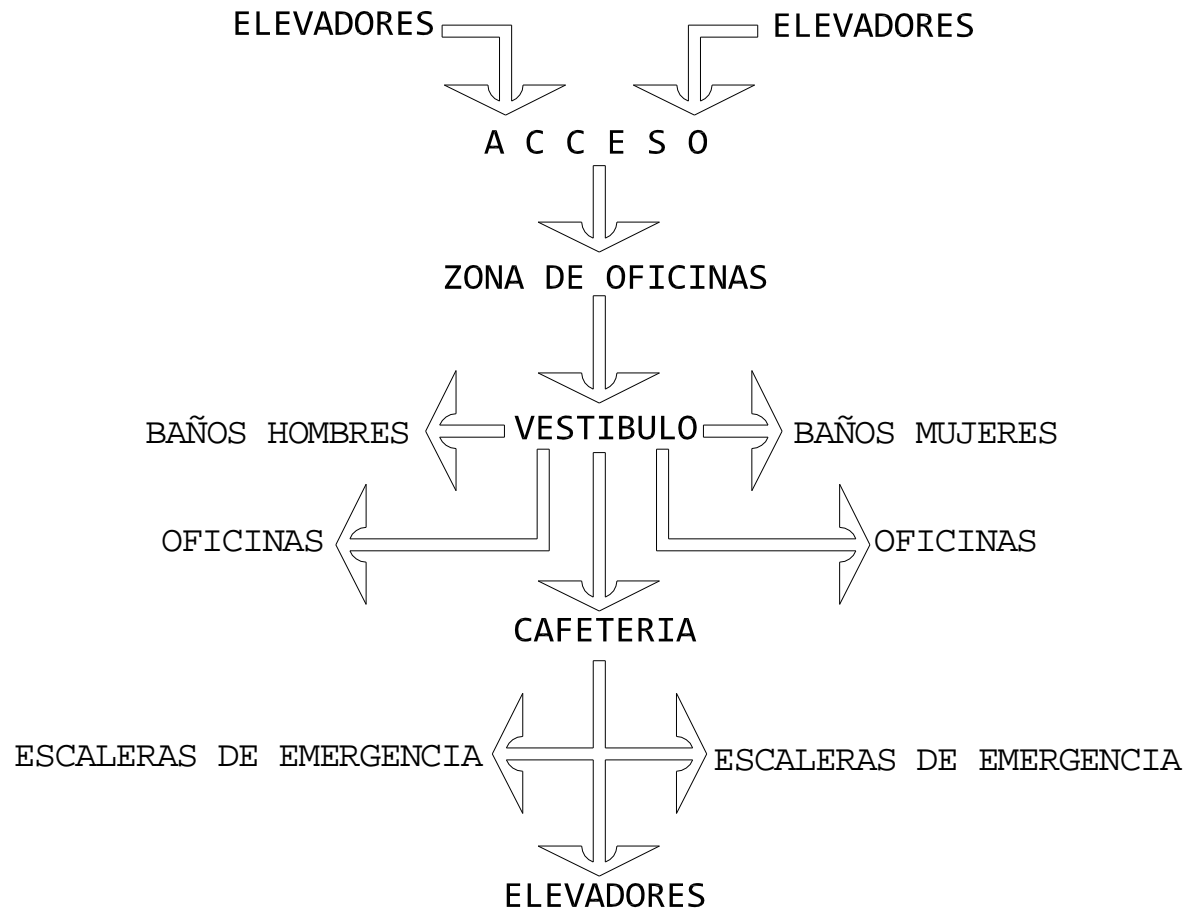 ELEVADORES
ELEVADORES
A C C E S O
ZONA DE OFICINAS
BAÑOS HOMBRES
VESTIBULO
BAÑOS MUJERES
OFICINAS
OFICINAS
CAFETERIA
ESCALERAS DE EMERGENCIA
ESCALERAS DE EMERGENCIA
ELEVADORES